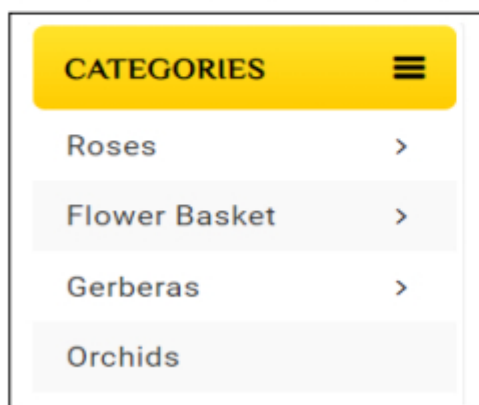 CATEGORIES
Roses
Flower Basket
Gerberas
Orchids